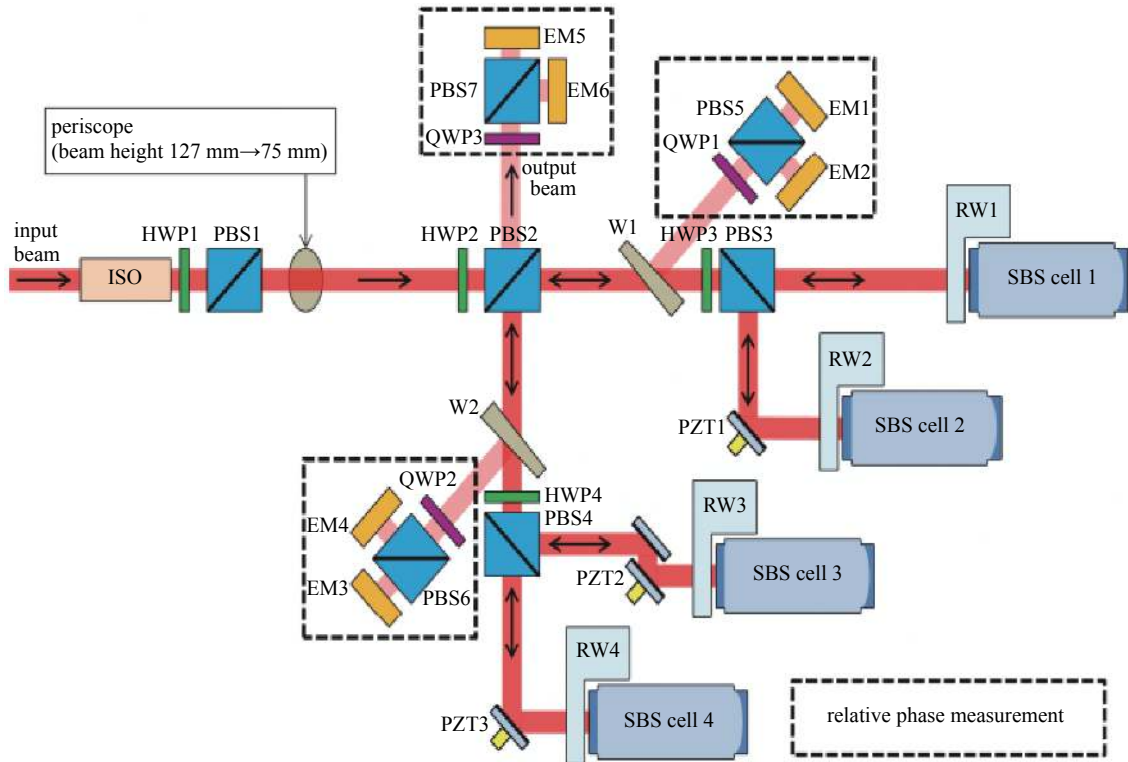 EM5
PBS7
EM6
QWP3
output
beam
PBS5
EM1
QWP1
EM2
periscope
(beam height 127 mm→75 mm)
input
beam
ISO
HWP1
PBS1
HWP2
PBS2
W1
HWP3
PBS3
RW1
SBS cell 1
RW2
PZT1
SBS cell 2
W2
QWP2
EM4
EM3
PBS6
HWP4
PBS4
RW3
PZT2
SBS cell 3
RW4
PZT3
SBS cell 4
relative phase measurement